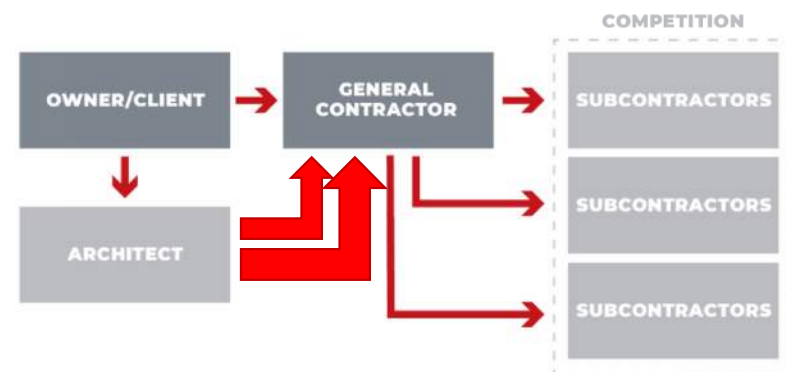 COMPETITION
OWNER/CLIENT
GENERAL
CONTRACTOR
SUBCONTRACTORS
ARCHITECT
SUBCONTRACTORS
SUBCONTRACTORS